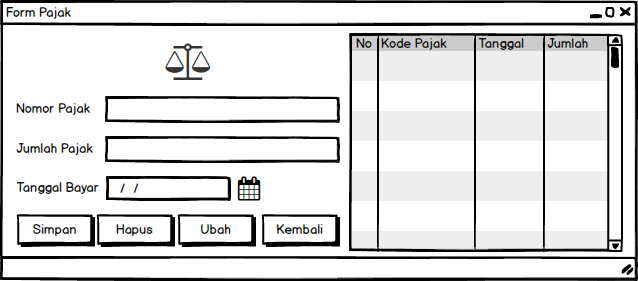 Form Pajak
Nomor Pajak
Jumlah Pajak
Tanggal Bayar / /
Simpan Hapus Ubah Kembali
No Kode Pajak Tanggal Jumlah